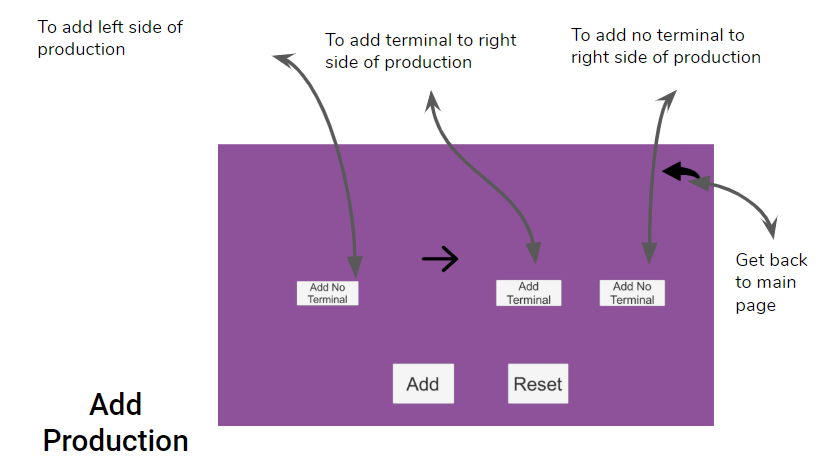 To add left side of
production
To add terminal to right
side of production
To add no terminal to
right side of production
Get back
to main
page
Add No
Terminal
Add
Terminal
Add No
Terminal
Add
Reset
Add
Production